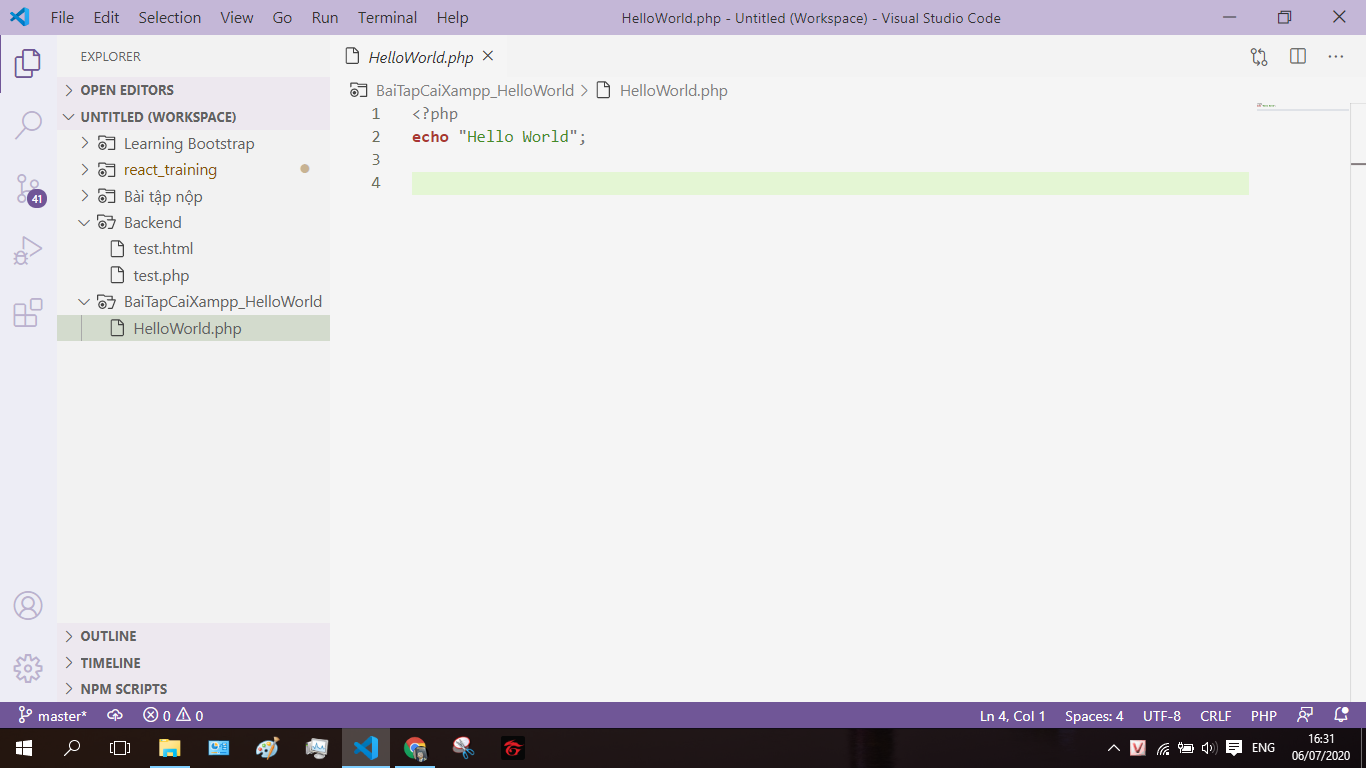 File Edit Selection View Go Run Terminal Help HelloWorld.php - Untitled (Workspace) - Visual Studio Code
EXPLORER
OPEN EDITORS
UNTITLED (WORKSPACE)
Learning Bootstrap
react_training
Bài tập nộp
Backend
test.html
test.php
BaiTapCaiXampp_HelloWorld
HelloWorld.php
41
OUTLINE
TIMELINE
NPM SCRIPTS
HelloWorld.php
BaiTapCaiXampp_HelloWorld > HelloWorld.php
1 <?php
2 echo "Hello World";
3
4
master* 0 0 Ln 4, Col 1 Spaces: 4 UTF-8 CRLF PHP
V ENG 16:31
06/07/2020